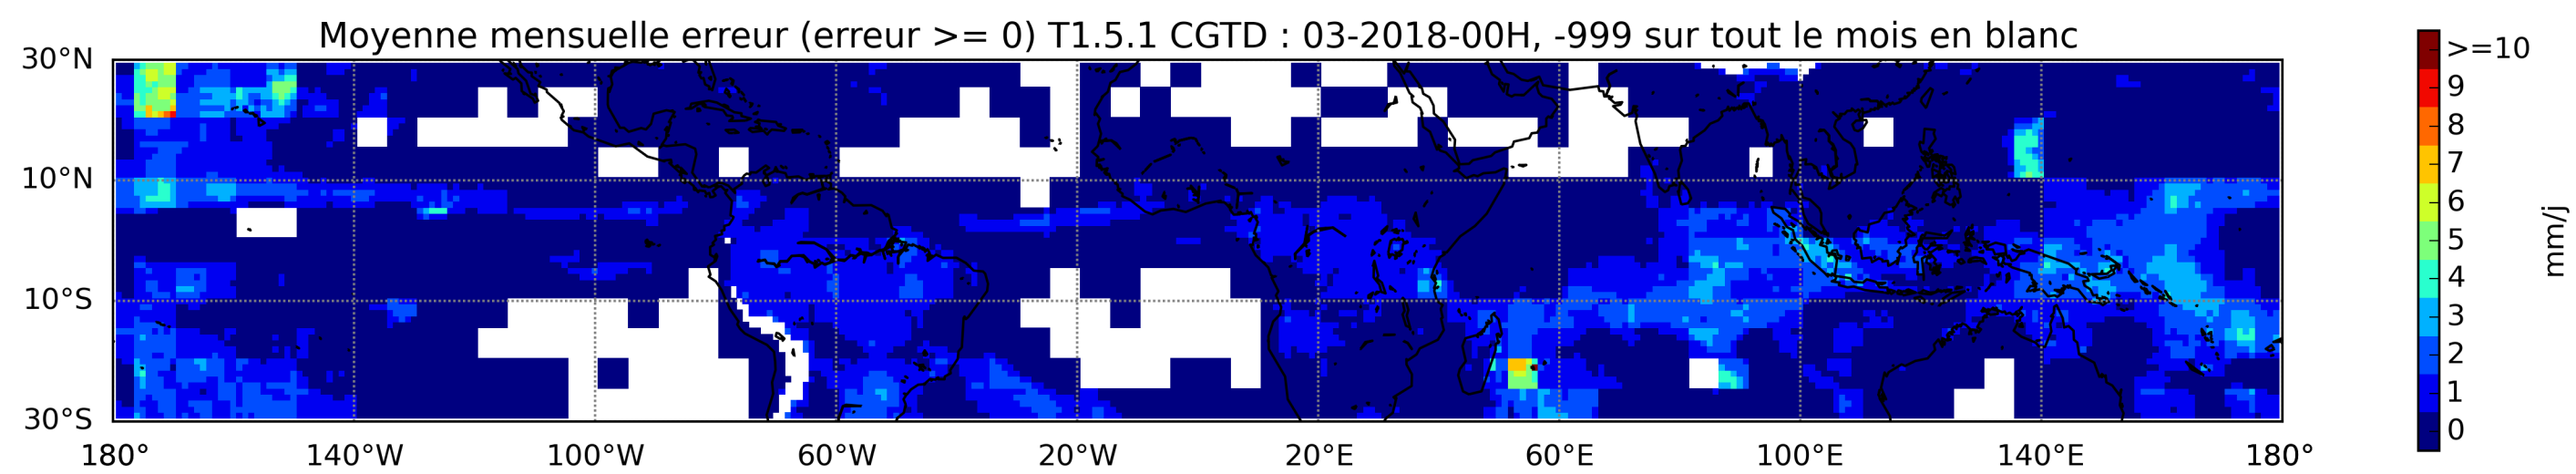 Moyenne mensuelle erreur (erreur >= 0) T1.5.1 CGTD : 03-2018-00H, -999 sur tout le mois en blanc
30°N
10°N
10°S
30°S
180° 140°W 100°W 60°W 20°W 20°E 60°E 100°E 140°E 180°
>=10
9
8
7
6
5
4
3
2
1
0
mm/j